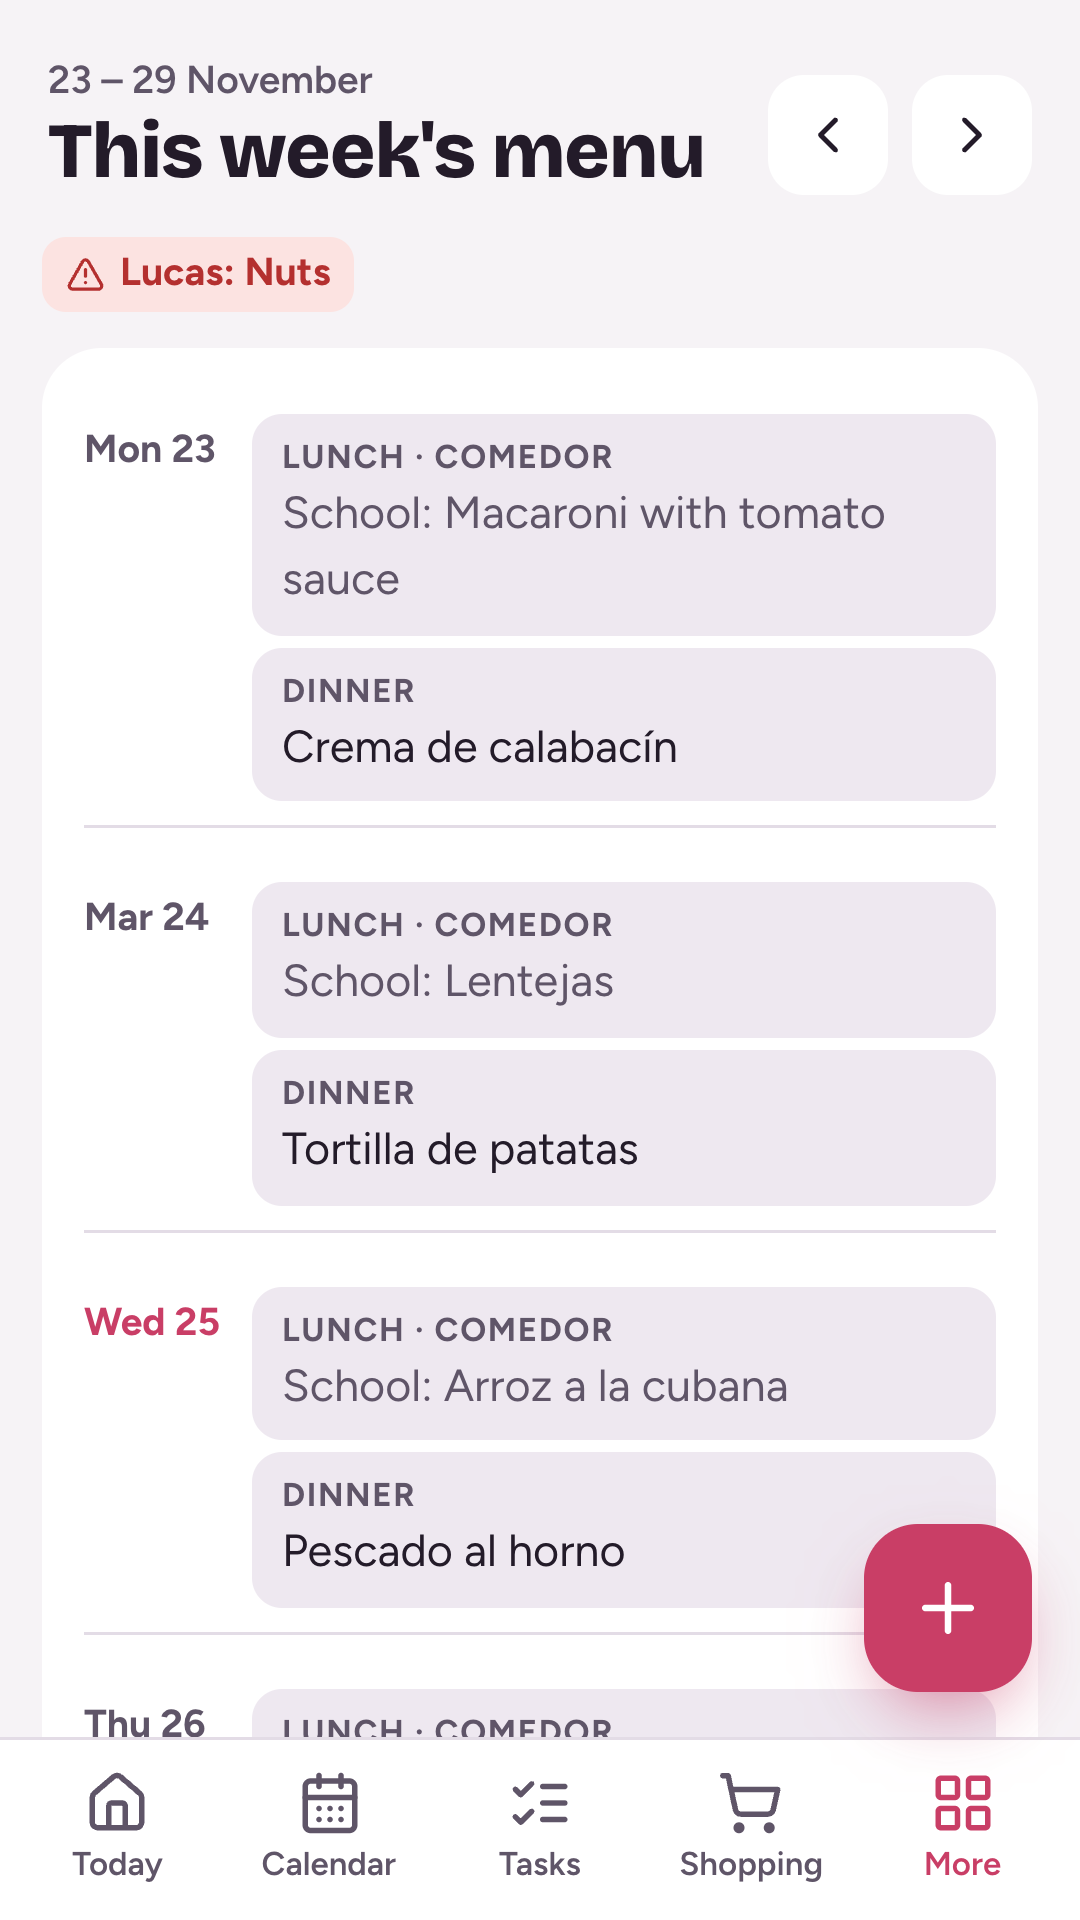 23 – 29 November
This week's menu
Lucas: Nuts
Mon 23
LUNCH · COMEDOR
School: Macaroni with tomato
sauce
DINNER
Crema de calabacín
Mar 24
LUNCH · COMEDOR
School: Lentejas
DINNER
Tortilla de patatas
Wed 25
LUNCH · COMEDOR
School: Arroz a la cubana
DINNER
Pescado al horno
Thu 26
LUNCH · COMEDOR
Today
Calendar
Tasks
Shopping
More